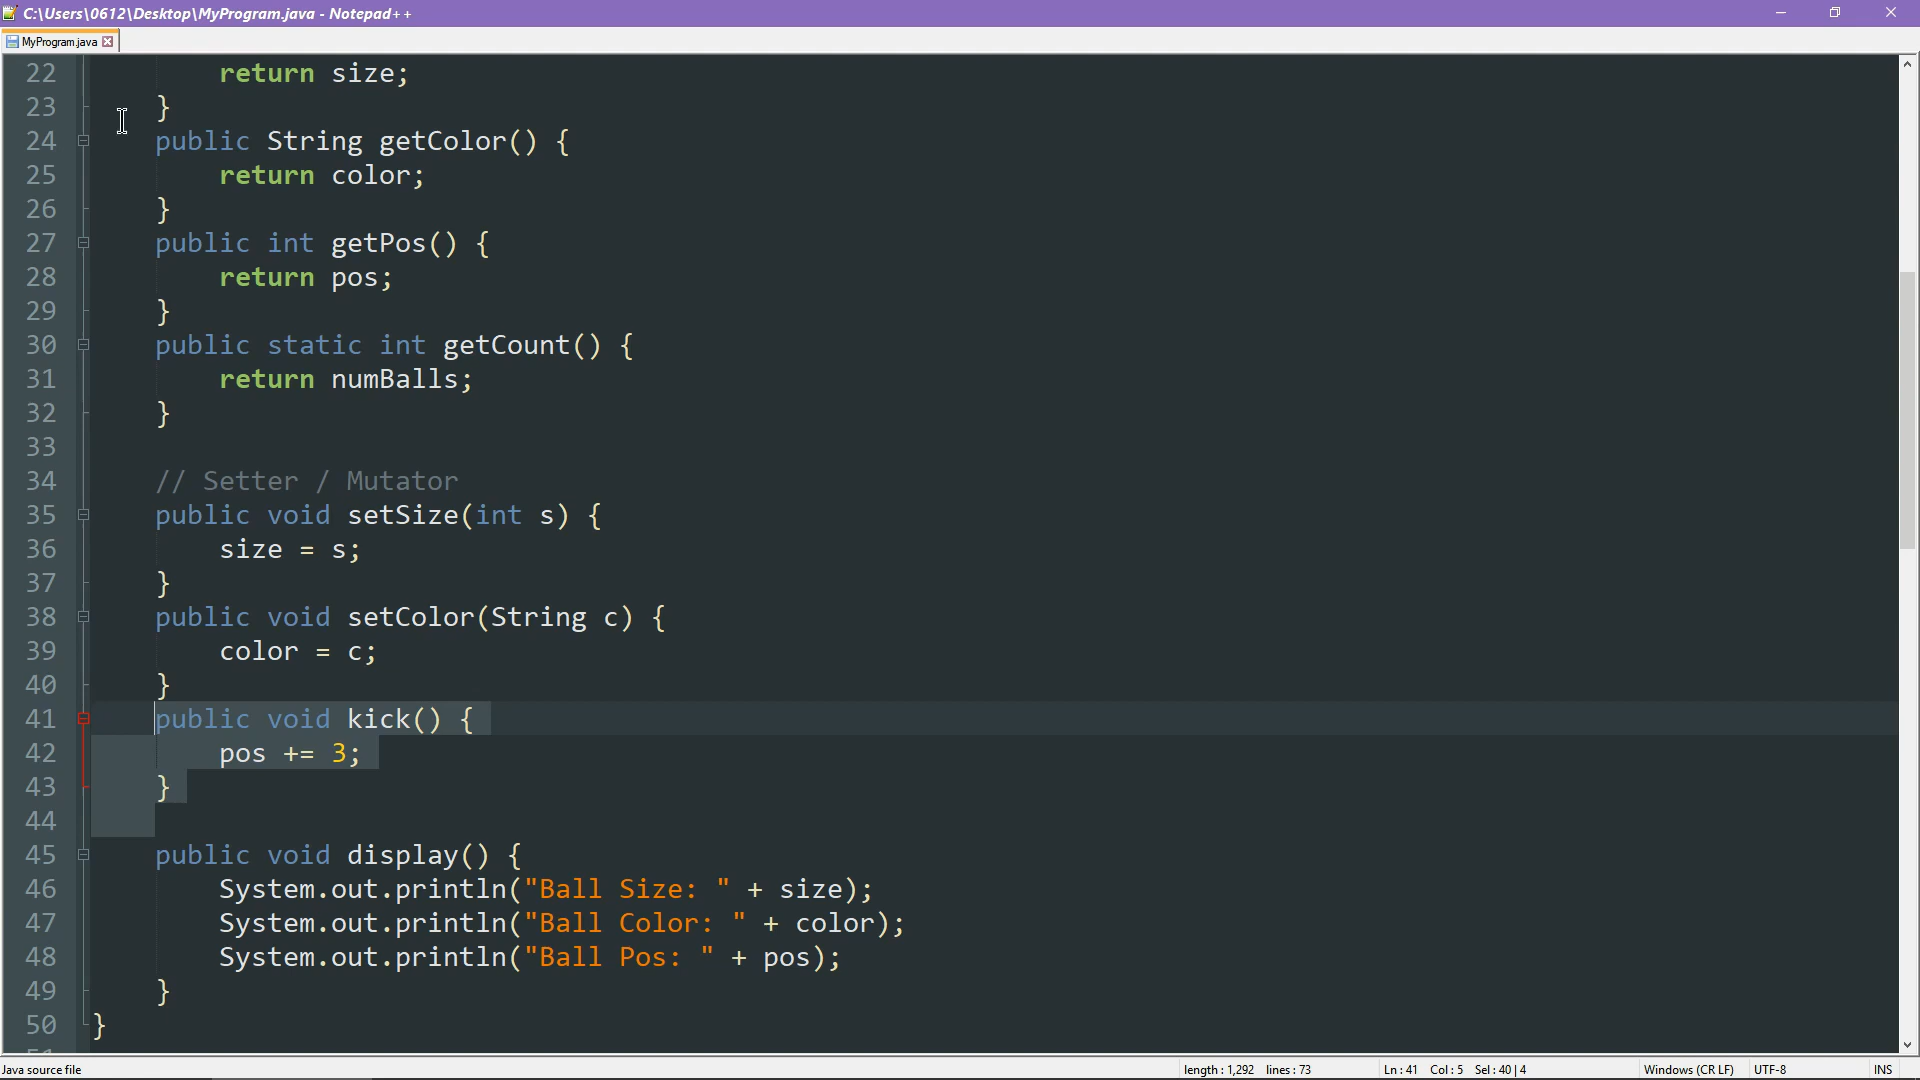 C:\Users\0612\Desktop\MyProgram.java - Notepad++
MyProgram.java
22 return size;
23 }
24 public String getColor() {
25 return color;
26 }
27 public int getPos() {
28 return pos;
29 }
30 public static int getCount() {
31 return numBalls;
32 }
33
34 // Setter / Mutator
35 public void setSize(int s) {
36 size = s;
37 }
38 public void setColor(String c) {
39 color = c;
40 }
41 public void kick() {
42 pos += 3;
43 }
44
45 public void display() {
46 System.out.println("Ball Size: " + size);
47 System.out.println("Ball Color: " + color);
48 System.out.println("Ball Pos: " + pos);
49 }
50 }
Java source file length : 1,292 lines : 73 Ln : 41 Col : 5 Sel : 40 | 4 Windows (CR LF) UTF-8 INS